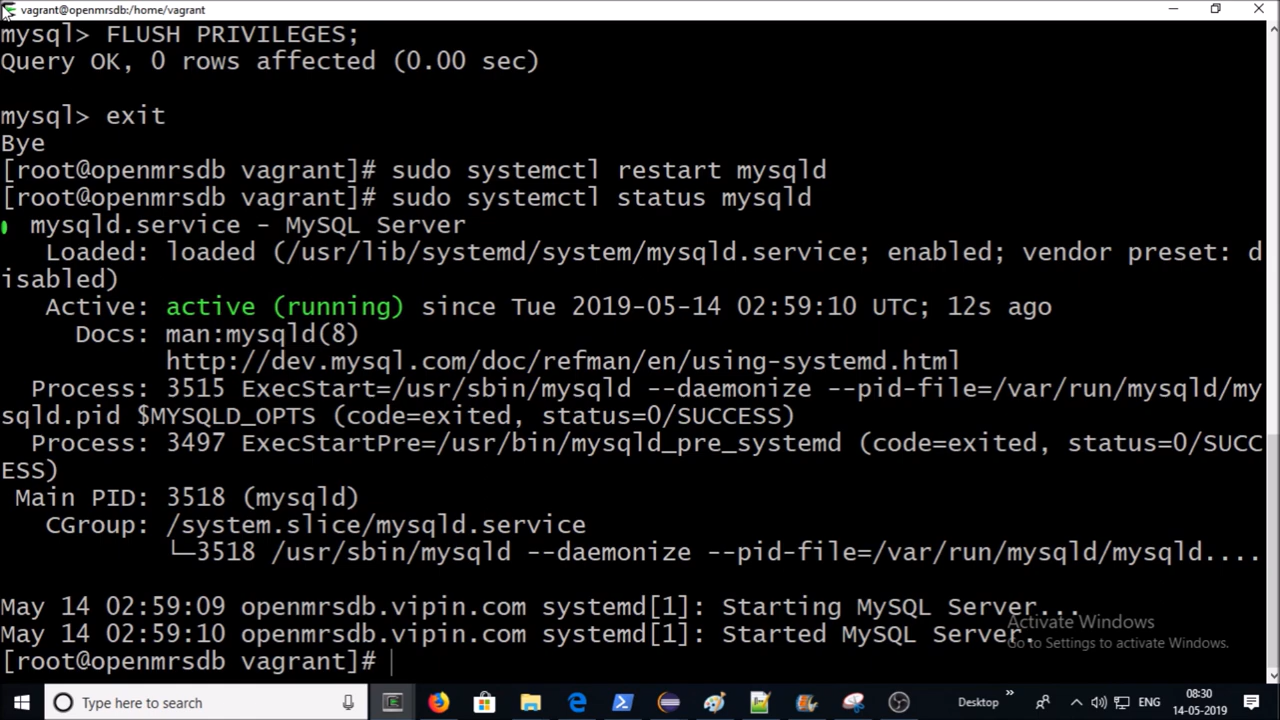 vagrant@openmrsdb:/home/vagrant
mysql> FLUSH PRIVILEGES;
Query OK, 0 rows affected (0.00 sec)
mysql> exit
Bye
[root@openmrsdb vagrant]# sudo systemctl restart mysqld
[root@openmrsdb vagrant]# sudo systemctl status mysqld
mysqld.service - MySQL Server
Loaded: loaded (/usr/lib/systemd/system/mysqld.service; enabled; vendor preset: d
isabled)
Active: active (running) since Tue 2019-05-14 02:59:10 UTC; 12s ago
Docs: man:mysqld(8)
http://dev.mysql.com/doc/refman/en/using-systemd.html
Process: 3515 ExecStart=/usr/sbin/mysqld --daemonize --pid-file=/var/run/mysqld/my
sqld.pid $MYSQLD_OPTS (code=exited, status=0/SUCCESS)
Process: 3497 ExecStartPre=/usr/bin/mysqld_pre_systemd (code=exited, status=0/SUCC
ESS)
Main PID: 3518 (mysqld)
CGroup: /system.slice/mysqld.service
└─3518 /usr/sbin/mysqld --daemonize --pid-file=/var/run/mysqld/mysqld....
May 14 02:59:09 openmrsdb.vipin.com systemd[1]: Starting MySQL Server...
May 14 02:59:10 openmrsdb.vipin.com systemd[1]: Started MySQL Server.
[root@openmrsdb vagrant]#
Activate Windows
Go to Settings to activate Windows.
Type here to search
Desktop
ENG
08:30
14-05-2019